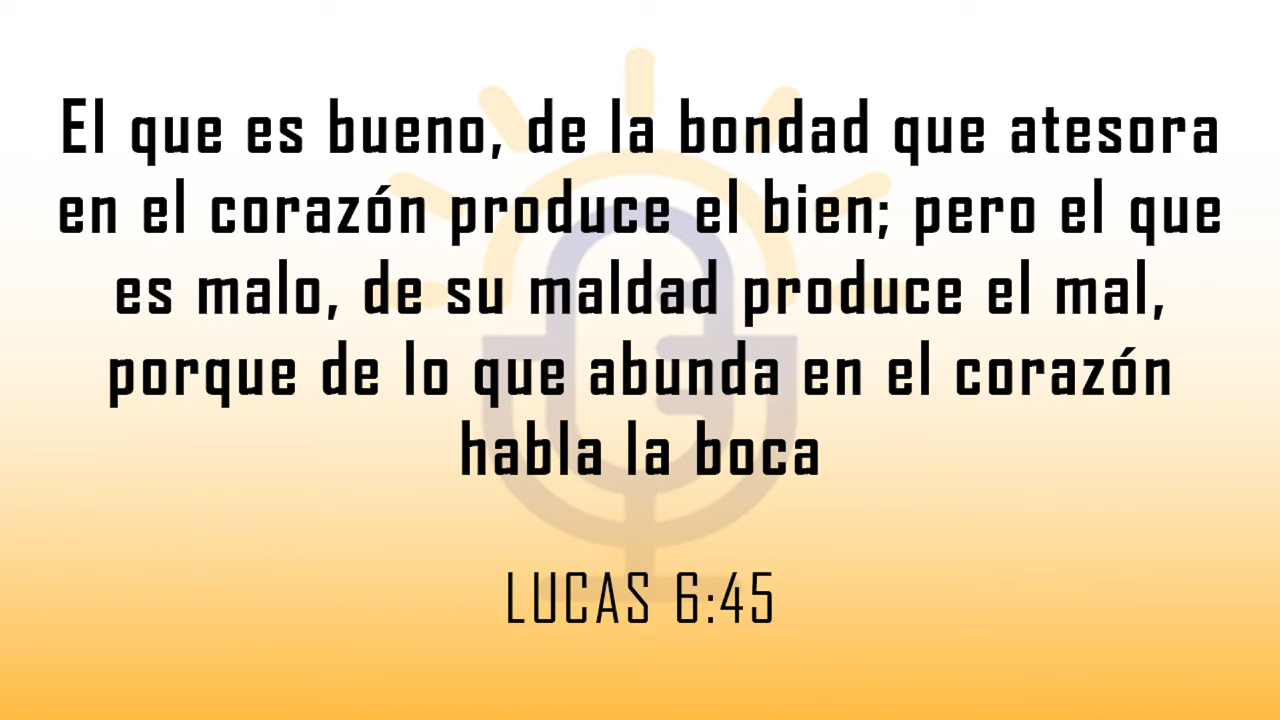 El que es bueno, de la bondad que atesora
en el corazón produce el bien; pero el que
es malo, de su maldad produce el mal,
porque de lo que abunda en el corazón
habla la boca
LUCAS 6:45